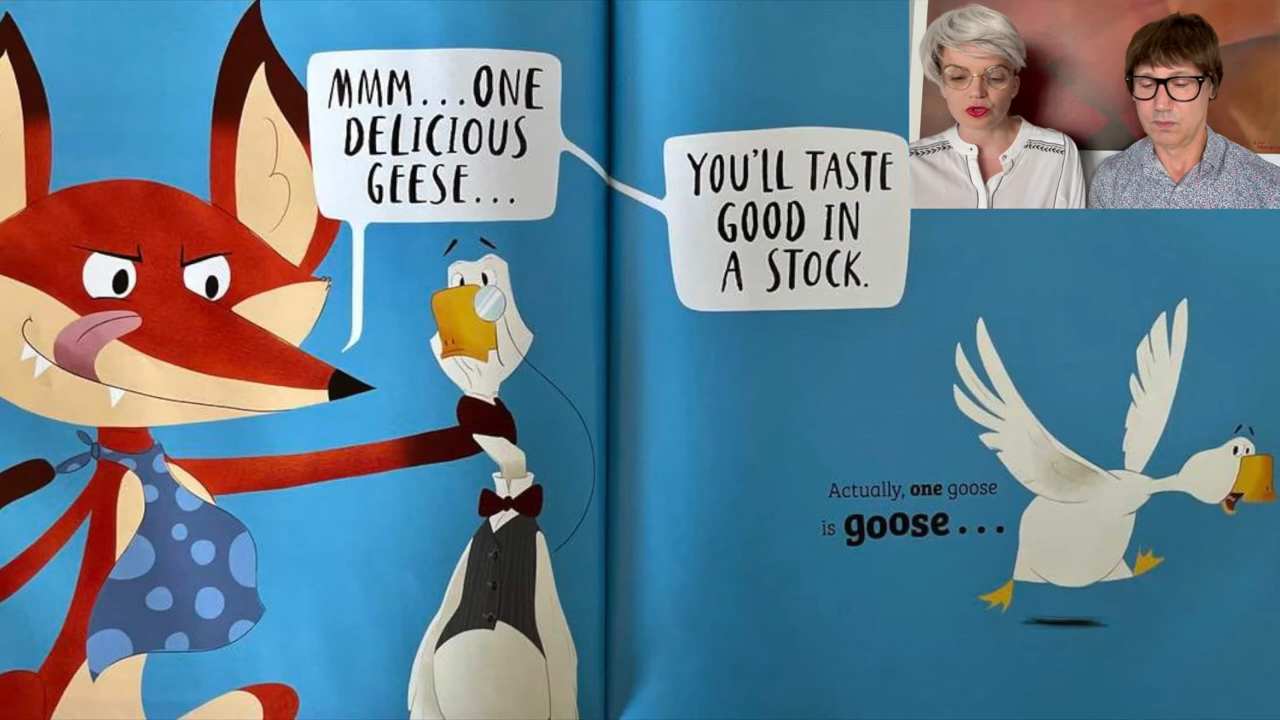 MMM...ONE
DELICIOUS
GEESE...
YOU'LL TASTE
GOOD IN
A STOCK.
Actually, one goose
is goose...